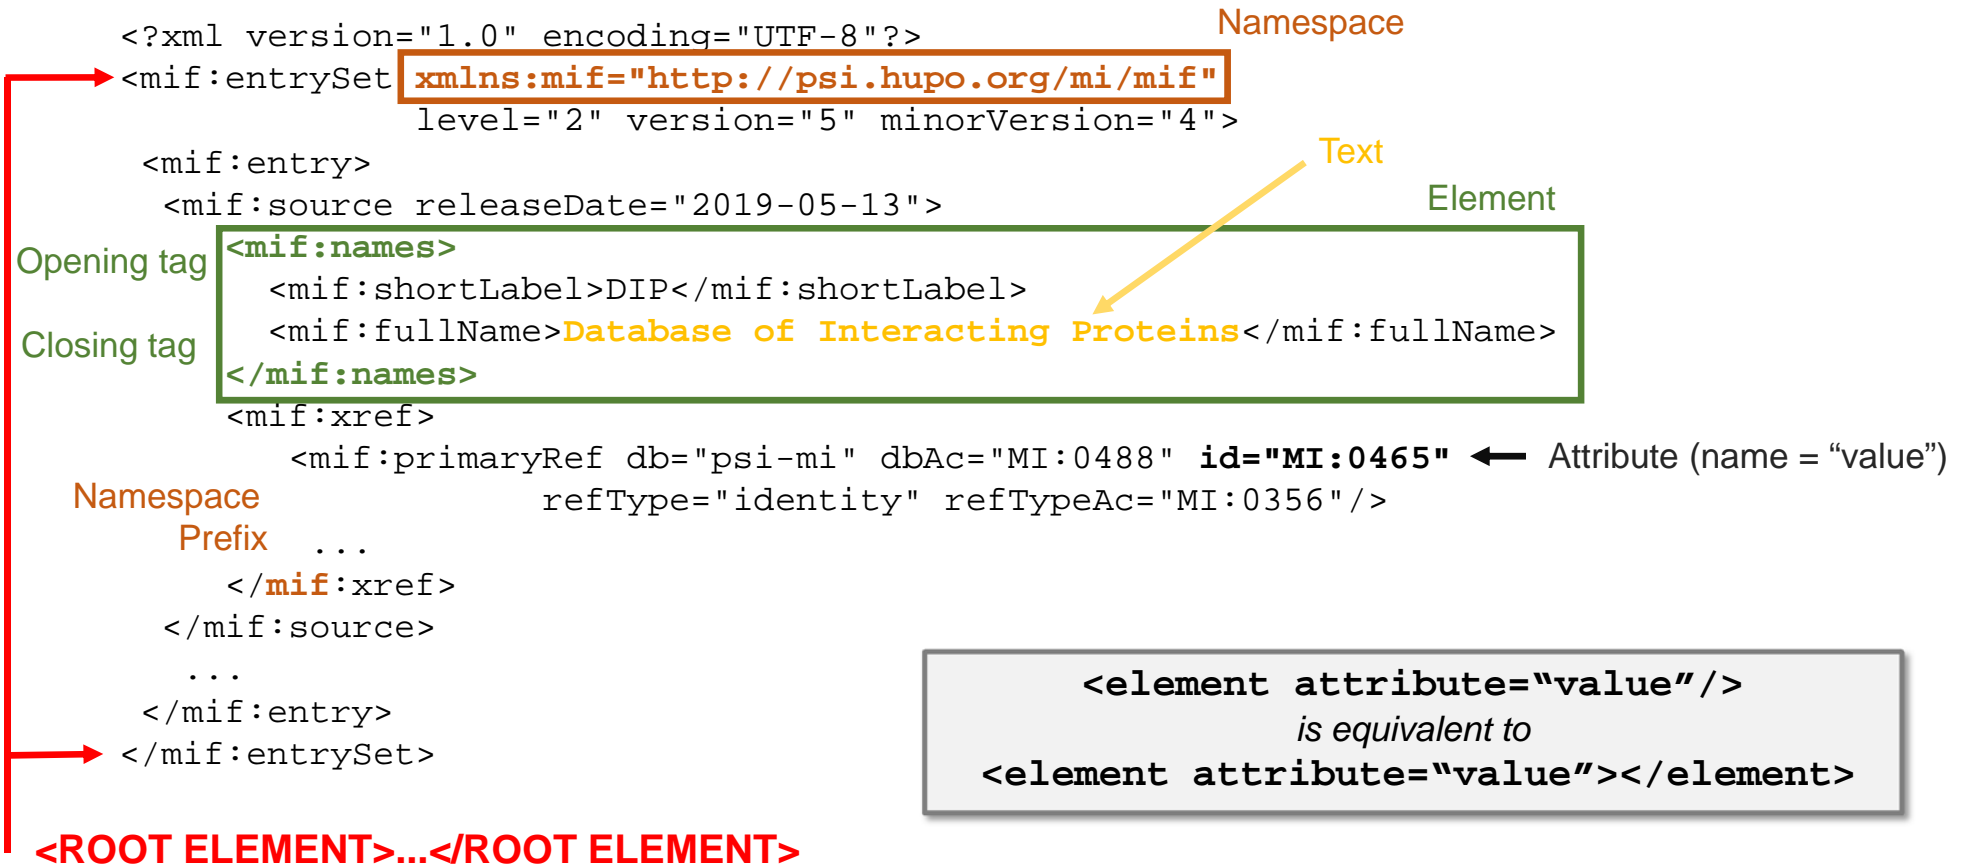 Namespace
<?xml version="1.0" encoding="UTF-8"?>
<mif:entrySet xmlns:mif="http://psi.hupo.org/mi/mif"
level="2" version="5" minorVersion="4">
Text
<mif:entry>
<mif:source releaseDate="2019-05-13">
Element
Opening tag
<mif:names>
<mif:shortLabel>DIP</mif:shortLabel>
<mif:fullName>Database of Interacting Proteins</mif:fullName>
Closing tag
</mif:names>
<mif:xref>
<mif:primaryRef db="psi-mi" dbAc="MI:0488" id="MI:0465"
Attribute (name = “value”)
refType="identity" refTypeAc="MI:0356"/>
Namespace
Prefix
...
</mif:xref>
</mif:source>
...
</mif:entry>
</mif:entrySet>
<element attribute=“value”/>
is equivalent to
<element attribute=“value”></element>
<ROOT ELEMENT>...</ROOT ELEMENT>